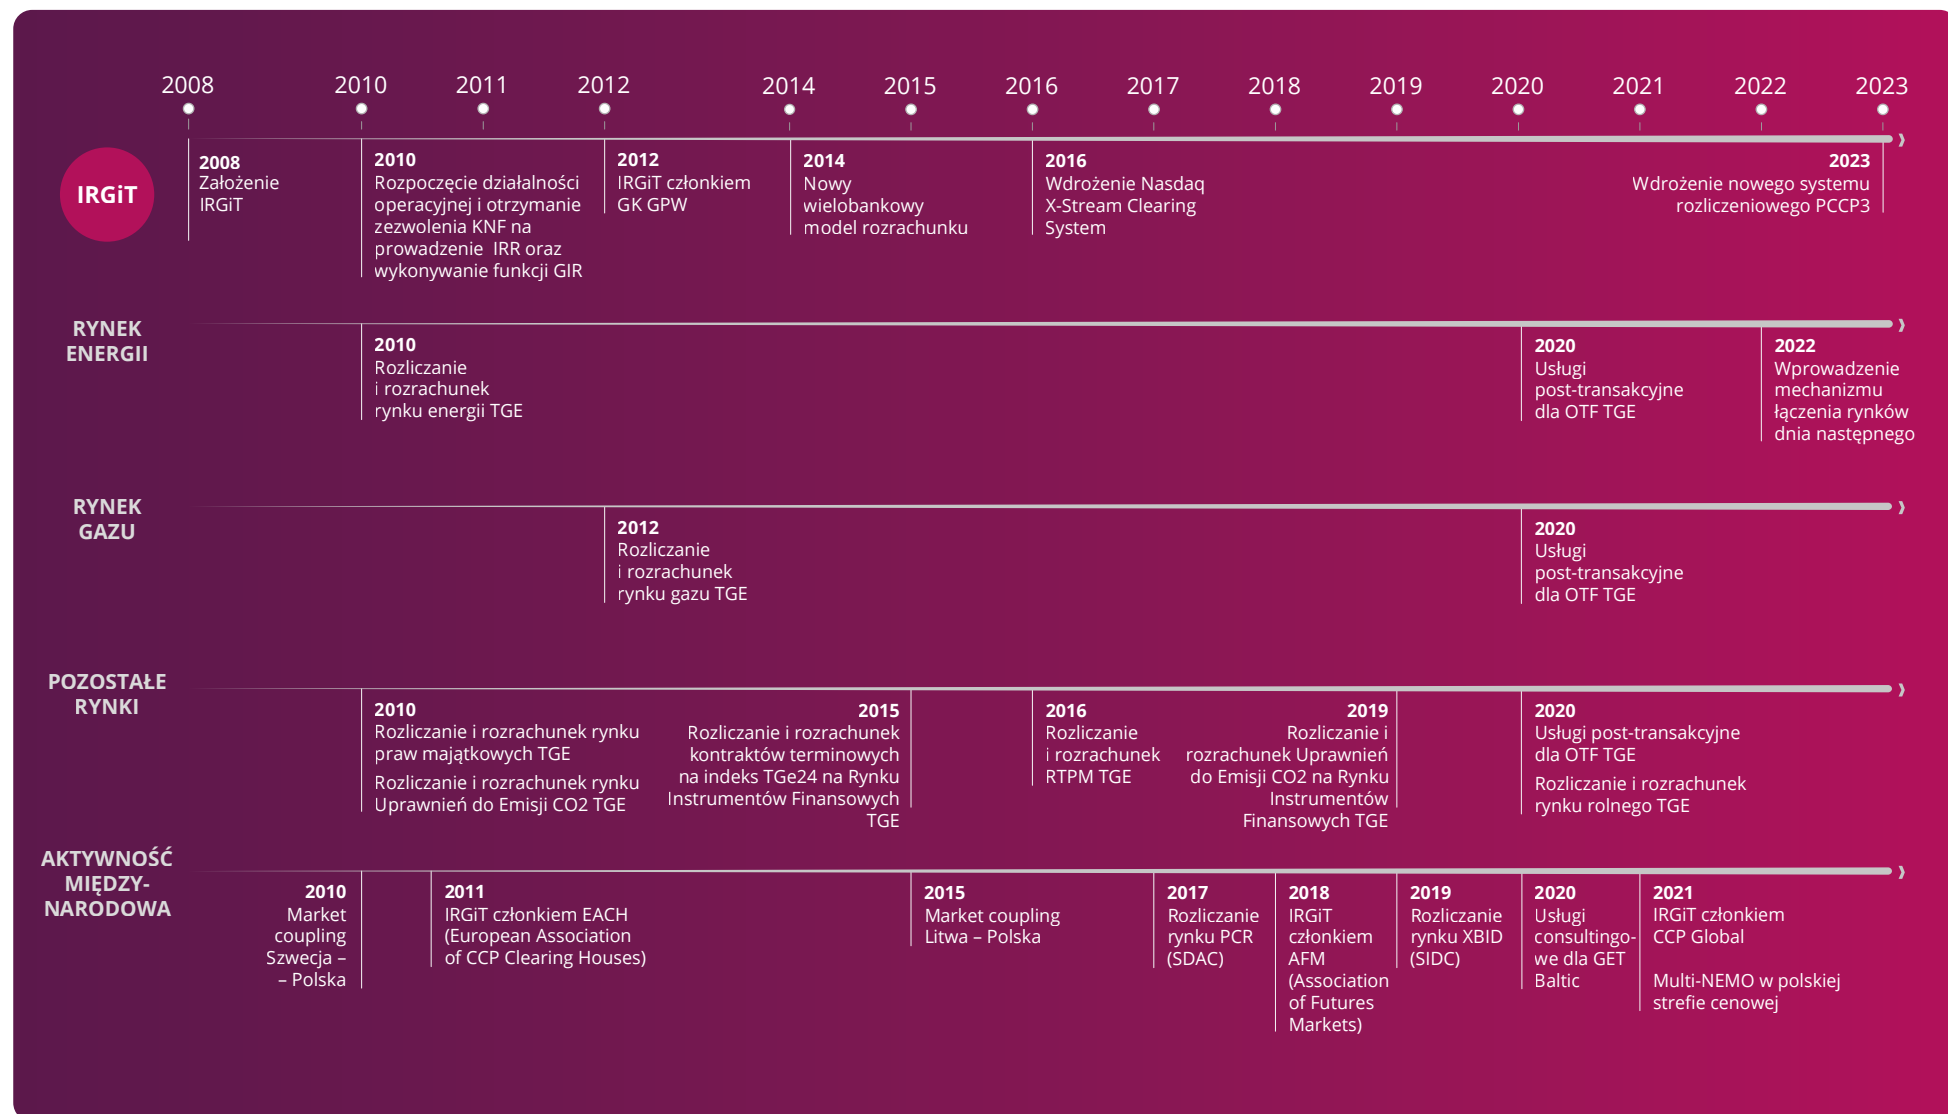 2008
2010
2011
2012
2014
2015
2016
2017
2018
2019
2020
2021
2022
2023
IRGiT
2008
Założenie
IRGiT
2010
Rozpoczęcie działalności
operacyjnej i otrzymanie
zezwolenia KNF na
prowadzenie IRR oraz
wykonywanie funkcji GIR
2012
IRGiT członkiem
GK GPW
2014
Nowy
wielobankowy
model rozrachunku
2016
Wdrożenie Nasdaq
X-Stream Clearing
System
2023
Wdrożenie nowego systemu
rozliczeniowego PCCP3
RYNEK
ENERGII
2010
Rozliczanie
i rozrachunek
rynku energii TGE
2020
Usługi
post-transakcyjne
dla OTF TGE
2022
Wprowadzenie
mechanizmu
łączenia rynków
dnia następnego
RYNEK
GAZU
2012
Rozliczanie
i rozrachunek
rynku gazu TGE
2020
Usługi
post-transakcyjne
dla OTF TGE
POZOSTAŁE
RYNKI
2010
Rozliczanie i rozrachunek rynku
praw majątkowych TGE
Rozliczanie i rozrachunek rynku
Uprawnień do Emisji CO2 TGE
2015
Rozliczanie i rozrachunek
kontraktów terminowych
na indeks TGe24 na Rynku
Instrumentów Finansowych
TGE
2016
Rozliczanie
i rozrachunek
RTPM TGE
2019
Rozliczanie i
rozrachunek Uprawnień
do Emisji CO2 na Rynku
Instrumentów
Finansowych TGE
2020
Usługi post-transakcyjne
dla OTF TGE
Rozliczanie i rozrachunek
rynku rolnego TGE
AKTYWNOŚĆ
MIĘDZY-
NARODOWA
2010
Market
coupling
Szwecja –
– Polska
2011
IRGiT członkiem EACH
(European Association
of CCP Clearing Houses)
2015
Market coupling
Litwa – Polska
2017
Rozliczanie
rynku PCR
(SDAC)
2018
IRGiT
członkiem
AFM
(Association
of Futures
Markets)
2019
Rozliczanie
rynku XBID
(SIDC)
2020
Usługi
consultingo-
we dla GET
Baltic
2021
IRGiT członkiem
CCP Global
Multi-NEMO w polskiej
strefie cenowej